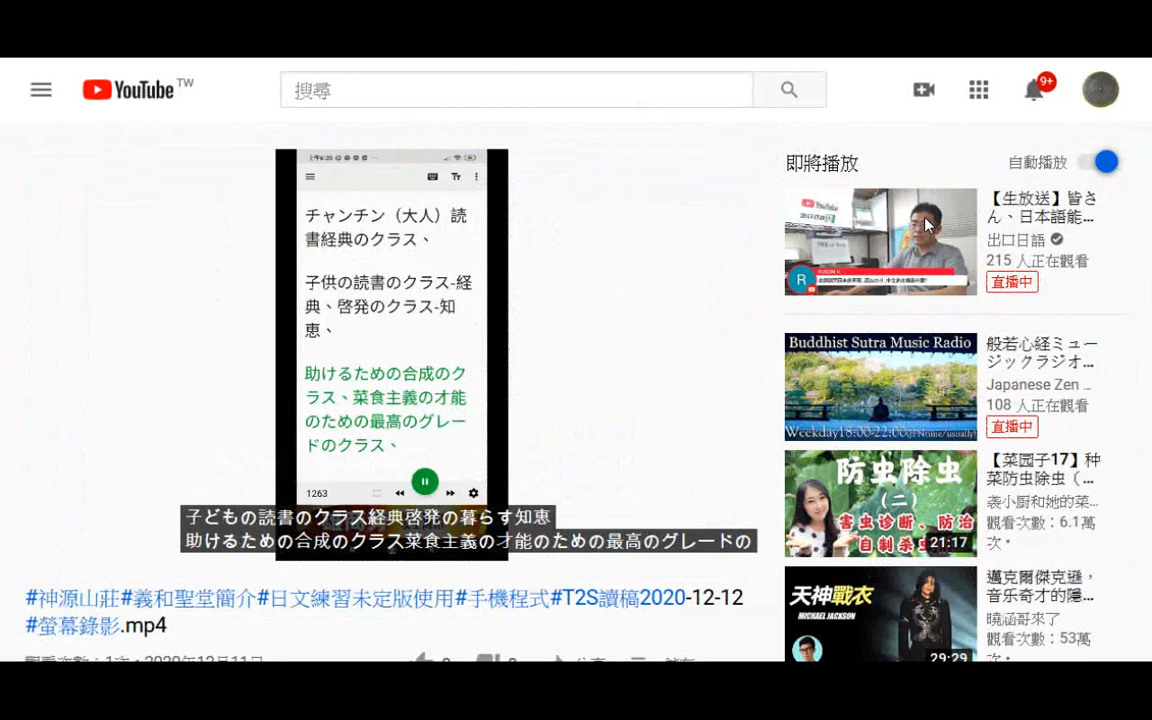 YouTube TW
搜尋
9+
チャンチン（大人）読
書経典のクラス、
子供の読書のクラス-経
典、啓発のクラス-知
恵、
助けるための合成のク
ラス、菜食主義の才能
のための最高のグレー
ドのクラス、
1263
子どもの読書のクラス経典啓発の暮らす知恵
助けるための合成のクラス菜食主義の才能のための最高のグレードの
#神源山莊#義和聖堂簡介#日文練習未定版使用#手機程式#T2S讀稿2020-12-12
#螢幕錄影.mp4
即將播放
自動播放
【生放送】皆さ
ん、日本語能...
出口日語
215 人正在觀看
直播中
Buddhist Sutra Music Radio
般若心経ミュー
ジックラジオ...
Japanese Zen ...
108 人正在觀看
直播中
防虫除虫
(二)
害虫诊断、防治
21:17
【菜园子17】种
菜防虫除虫（...
袭小厨和她的菜...
觀看次數：6.1萬
次。
天神戰衣
MICHAEL JACKSON
29:29
邁克爾傑克遜，
音乐奇才的隱...
曉涵哥來了
觀看次數：53萬